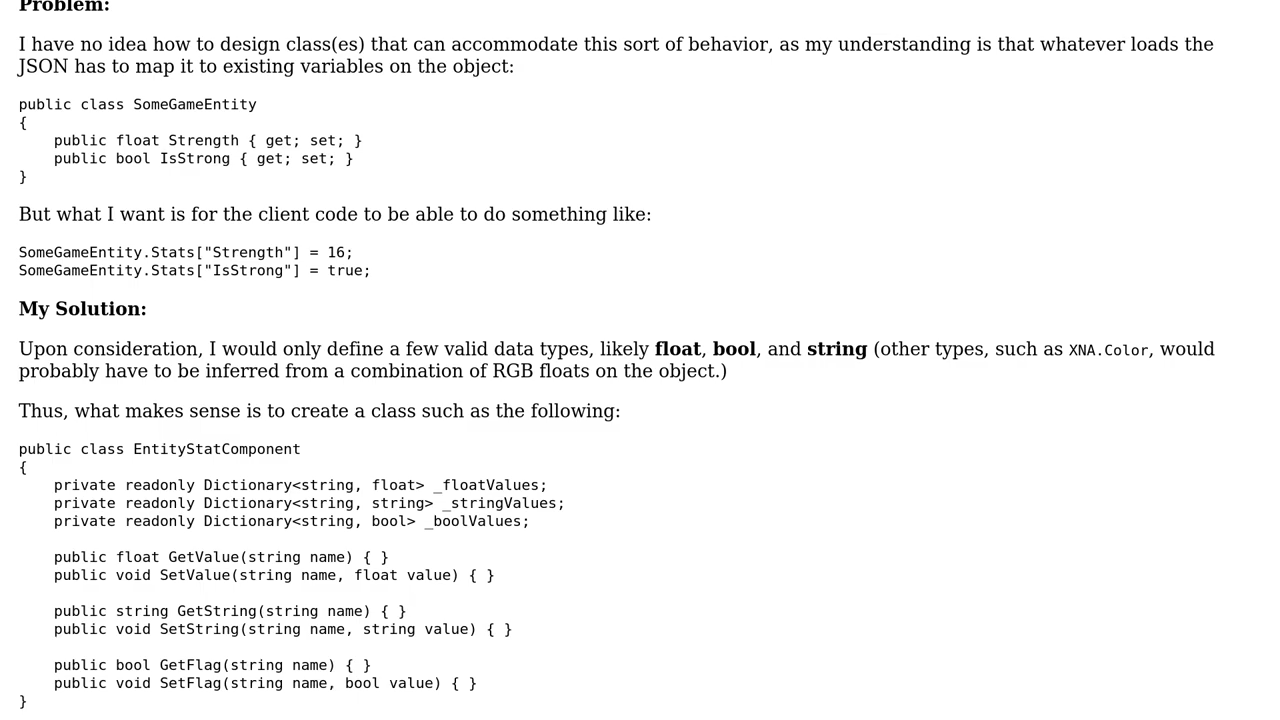 Problem:
I have no idea how to design class(es) that can accommodate this sort of behavior, as my understanding is that whatever loads the
JSON has to map it to existing variables on the object:
public class SomeGameEntity
{
    public float Strength { get; set; }
    public bool IsStrong { get; set; }
}
But what I want is for the client code to be able to do something like:
SomeGameEntity.Stats["Strength"] = 16;
SomeGameEntity.Stats["IsStrong"] = true;
My Solution:
Upon consideration, I would only define a few valid data types, likely float, bool, and string (other types, such as XNA.Color, would
probably have to be inferred from a combination of RGB floats on the object.)
Thus, what makes sense is to create a class such as the following:
public class EntityStatComponent
{
    private readonly Dictionary<string, float> _floatValues;
    private readonly Dictionary<string, string> _stringValues;
    private readonly Dictionary<string, bool> _boolValues;
    public float GetValue(string name) { }
    public void SetValue(string name, float value) { }
    public string GetString(string name) { }
    public void SetString(string name, string value) { }
    public bool GetFlag(string name) { }
    public void SetFlag(string name, bool value) { }
}